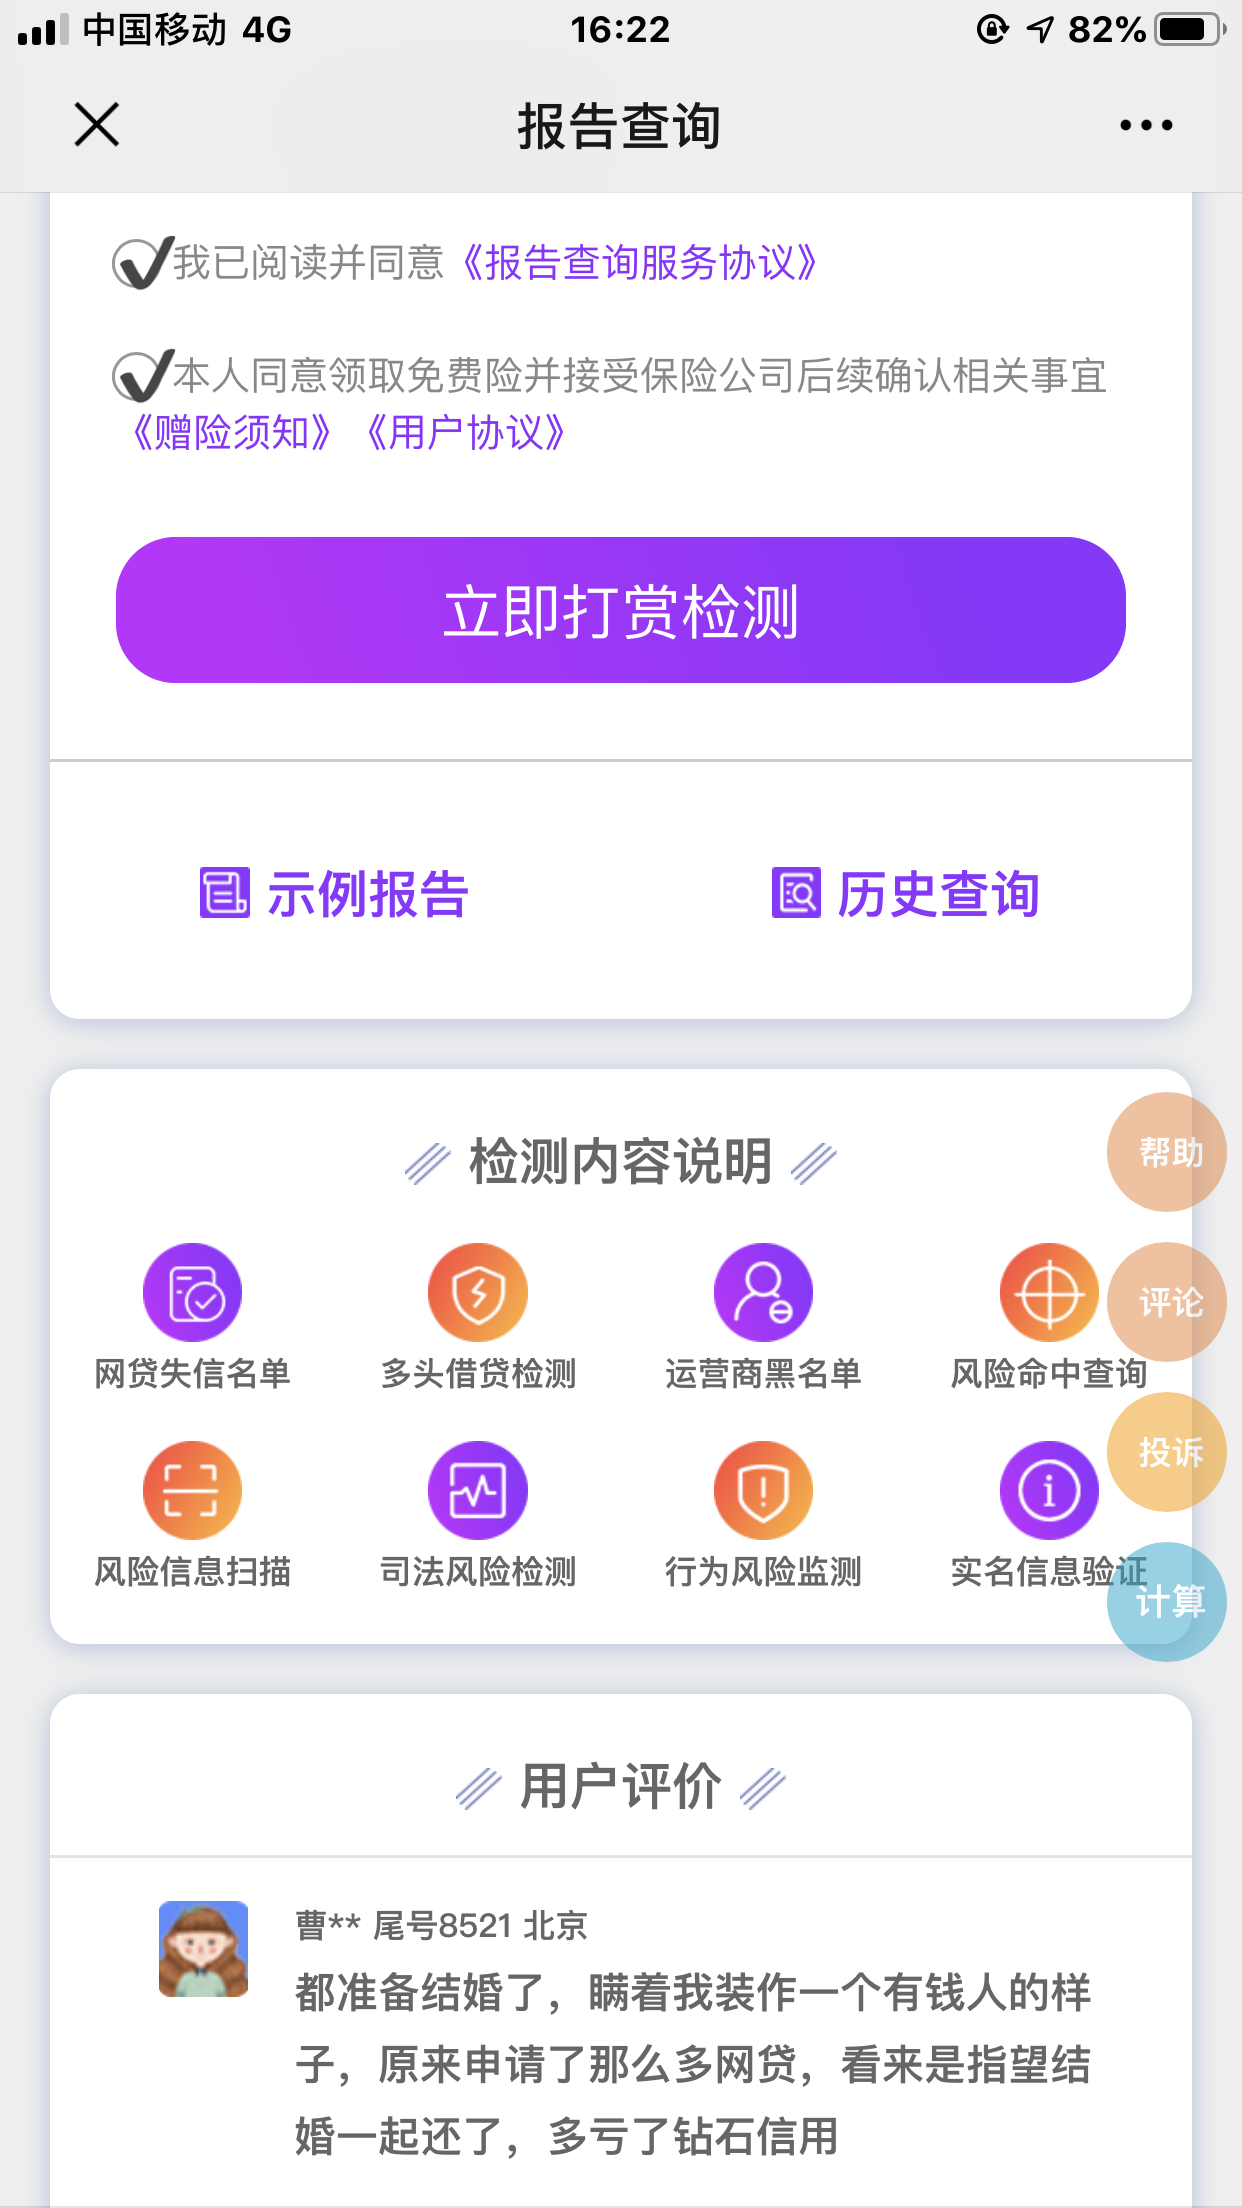 中国移动 4G 16:22 82%
报告查询
我已阅读并同意《报告查询服务协议》
本人同意领取免费险并接受保险公司后续确认相关事宜
《赠险须知》《用户协议》
立即打赏检测
示例报告 历史查询
检测内容说明
帮助
评论
网贷失信名单 多头借贷检测 运营商黑名单 风险命中查询
投诉
风险信息扫描 司法风险检测 行为风险监测 实名信息验证
计算
用户评价
曹** 尾号8521 北京
都准备结婚了，瞒着我装作一个有钱人的样
子，原来申请了那么多网贷，看来是指望结
婚一起还了，多亏了钻石信用